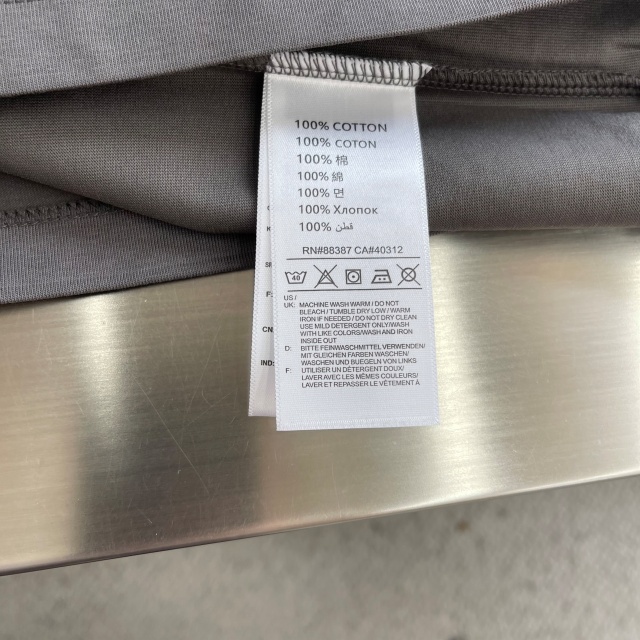 100% COTTON
100% COTON
100% 棉
100% 綿
100% 면
100% Хлопок
100% قطن
RN#88387 CA#40312
40
US /
UK: MACHINE WASH WARM / DO NOT
BLEACH / TUMBLE DRY LOW / WARM
IRON IF NEEDED / DO NOT DRY CLEAN
USE MILD DETERGENT ONLY/WASH
WITH LIKE COLORS/WASH AND IRON
INSIDE OUT
D: BITTE FEINWASCHMITTEL VERWENDEN/
MIT GLEICHEN FARBEN WASCHEN/
WASCHEN UND BUEGELN VON LINKS
F: UTILISER UN DETERGENT DOUX/
LAVER AVEC LES MÊMES COULEURS/
LAVER ET REPASSER LE VÊTEMENT À
F:
CN
IND: